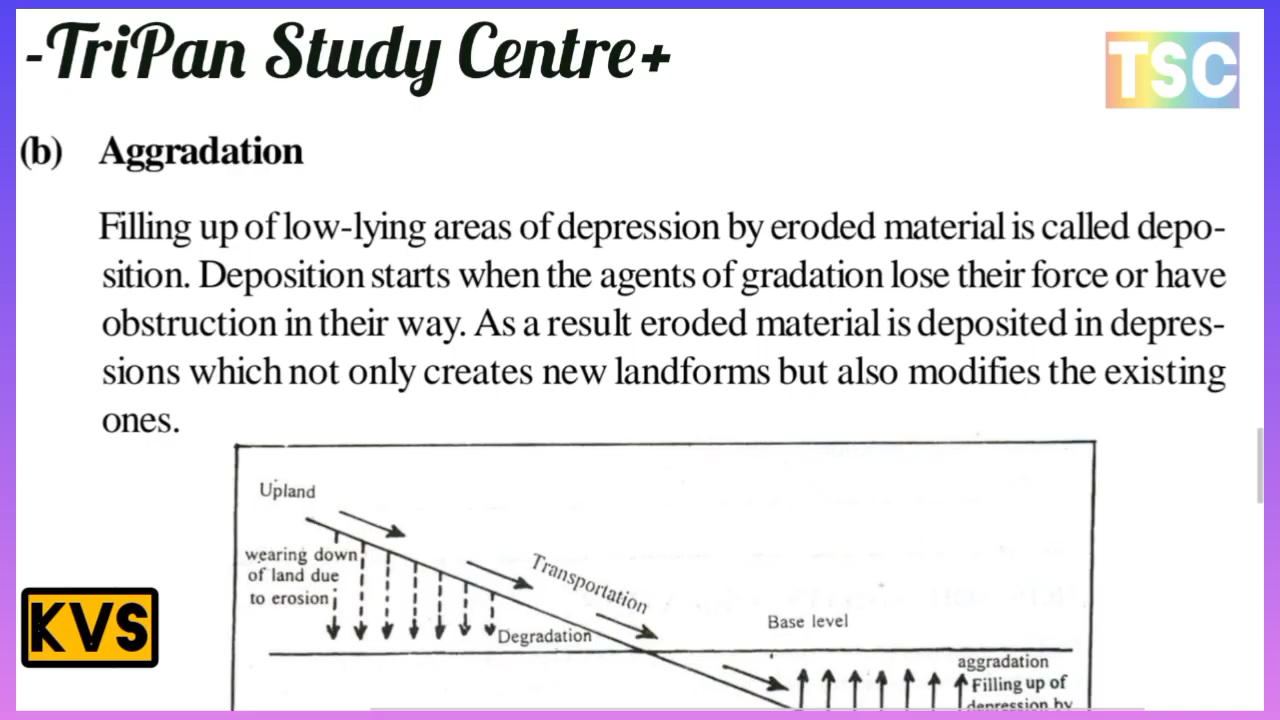 -TriPan Study Centre+
TSC
(b) Aggradation
Filling up of low-lying areas of depression by eroded material is called depo-
sition. Deposition starts when the agents of gradation lose their force or have
obstruction in their way. As a result eroded material is deposited in depres-
sions which not only creates new landforms but also modifies the existing
ones.
Upland
wearing down
of land due
to erosion
Transportation
Degradation
Base level
aggradation
Filling up of
depression by
KVS